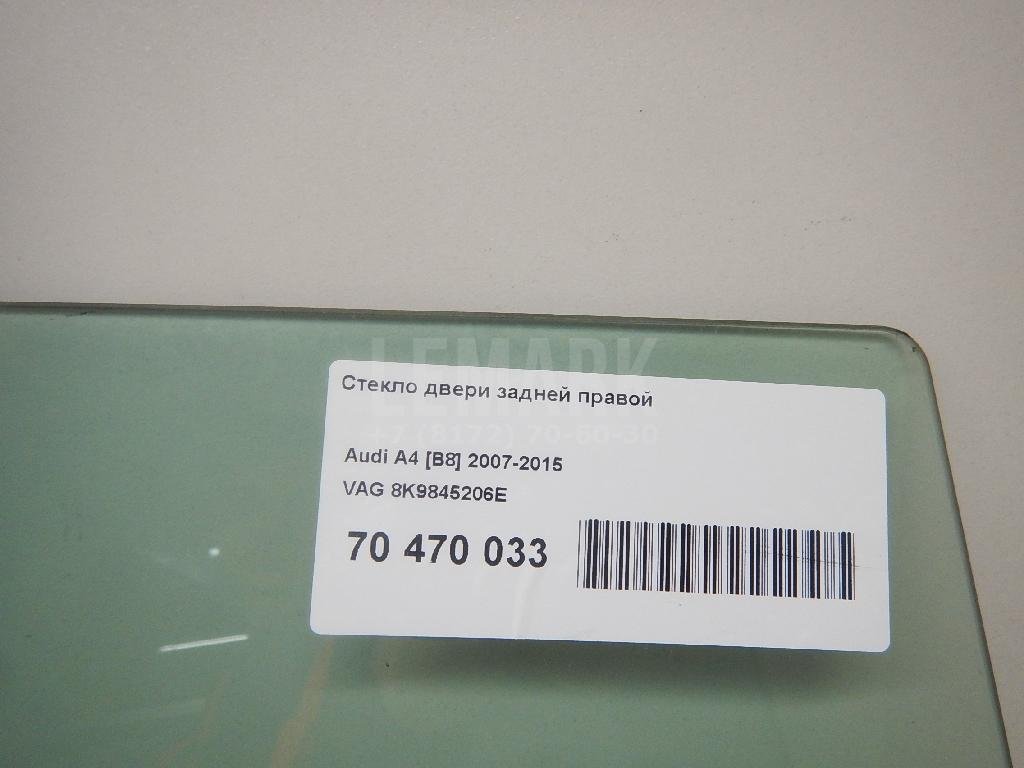 LEMARK
Стекло двери задней правой
+7 (8172) 70-60-30
Audi A4 [B8] 2007-2015
VAG 8K9845206E
70 470 033